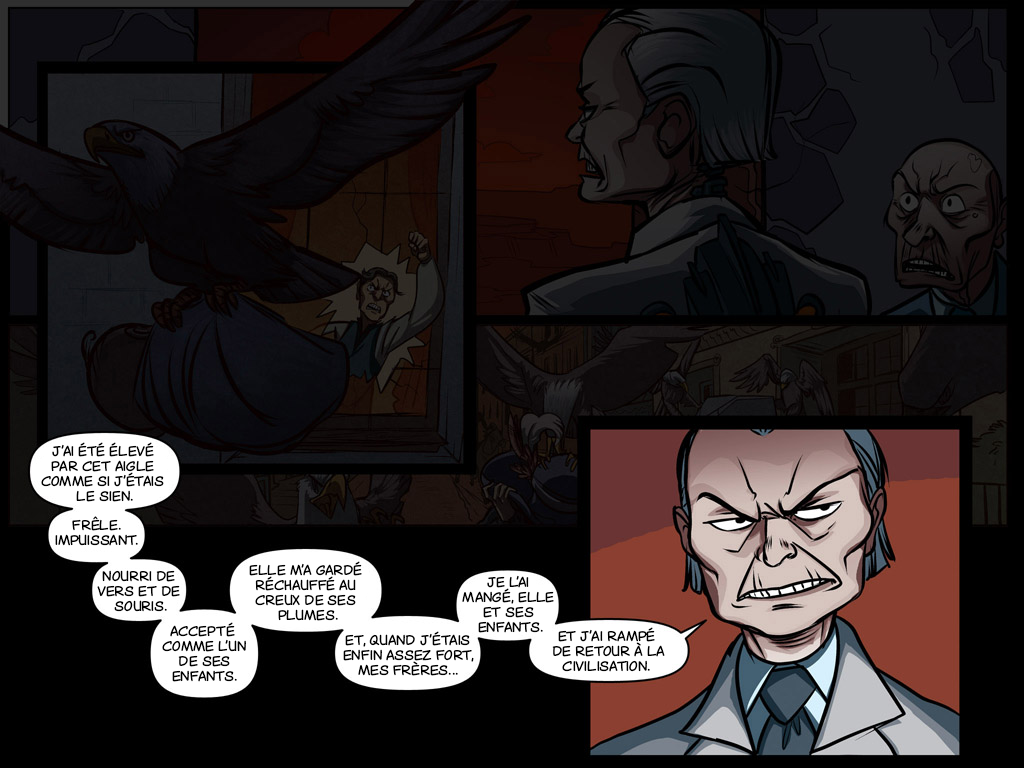 J'AI ÉTÉ ÉLEVÉ
PAR CET AIGLE
COMME SI J'ÉTAIS
LE SIEN.
FRÊLE.
IMPUISSANT.
NOURRI DE
VERS ET DE
SOURIS.
ACCEPTÉ
COMME L'UN
DE SES
ENFANTS.
ELLE M'A GARDÉ
RÉCHAUFFÉ AU
CREUX DE SES
PLUMES.
ET, QUAND J'ÉTAIS
ENFIN ASSEZ FORT,
MES FRÈRES...
JE L'AI
MANGÉ, ELLE
ET SES
ENFANTS.
ET J'AI RAMPÉ
DE RETOUR À LA
CIVILISATION.